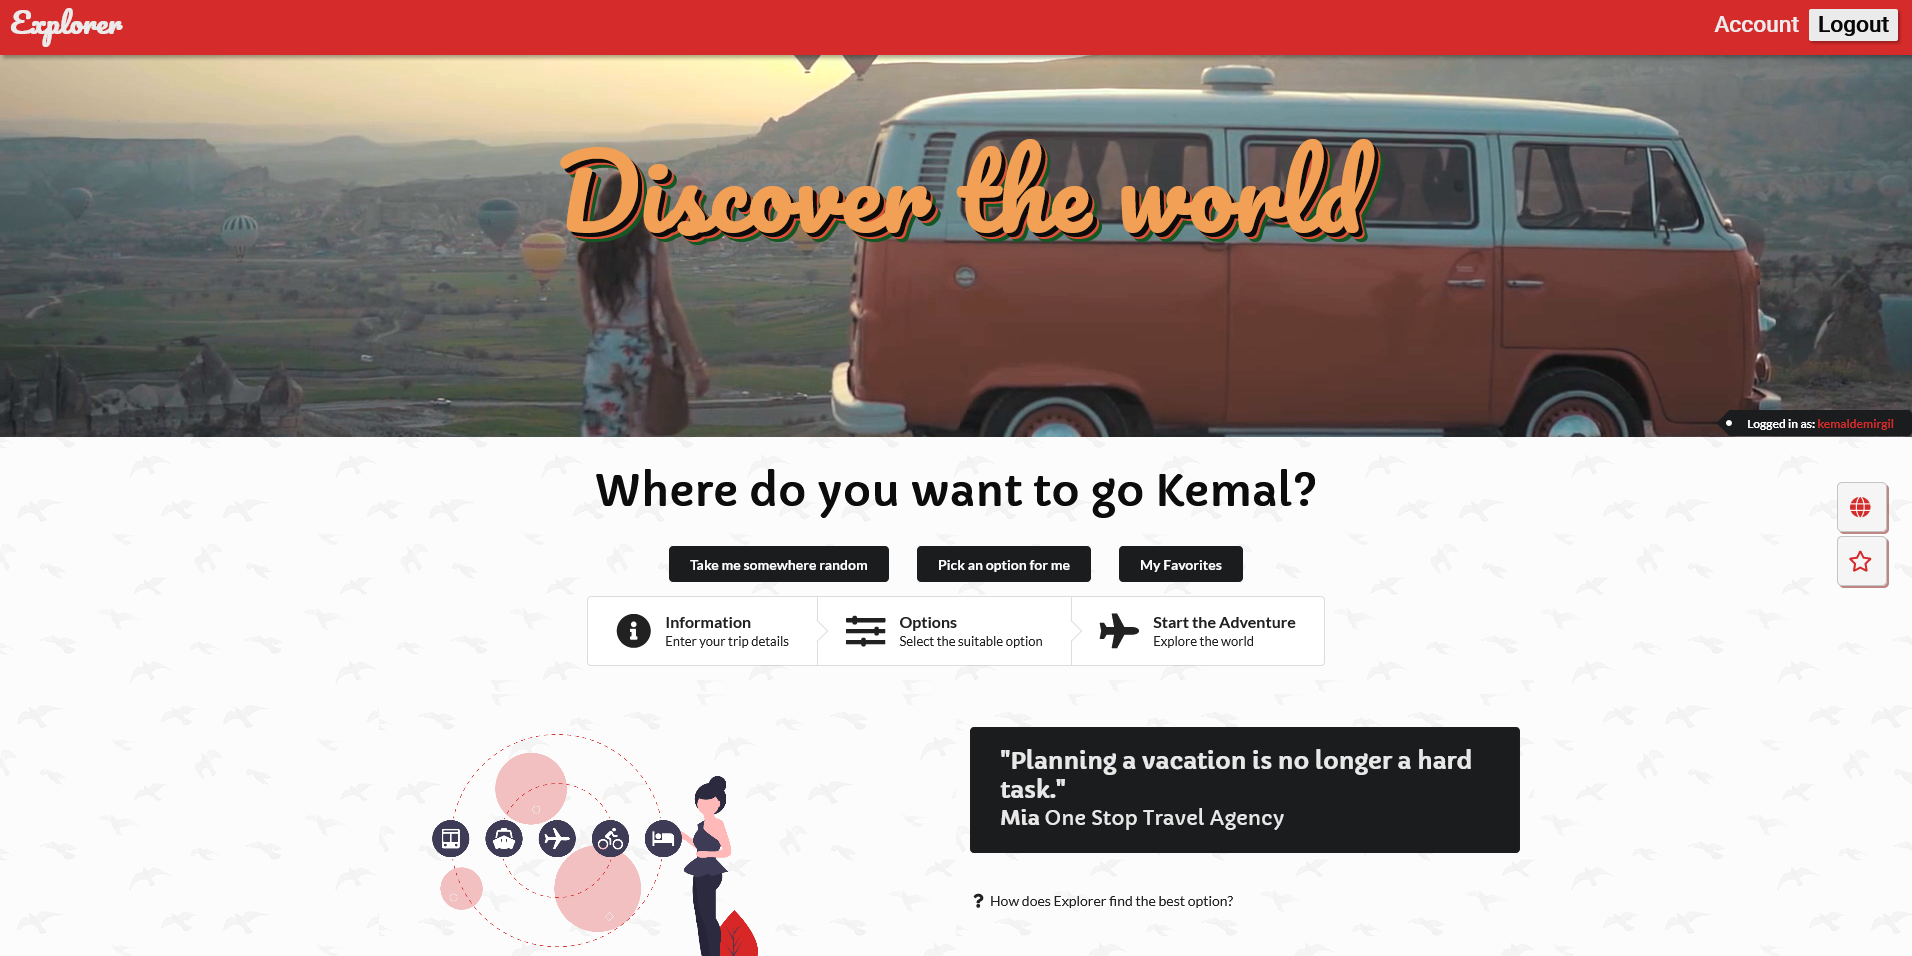 Explorer
Account Logout
Discover the world
Logged in as: kemaldemirgil
Where do you want to go Kemal?
Take me somewhere random
Pick an option for me
My Favorites
Information
Enter your trip details
Options
Select the suitable option
Start the Adventure
Explore the world
"Planning a vacation is no longer a hard
task."
Mia One Stop Travel Agency
? How does Explorer find the best option?